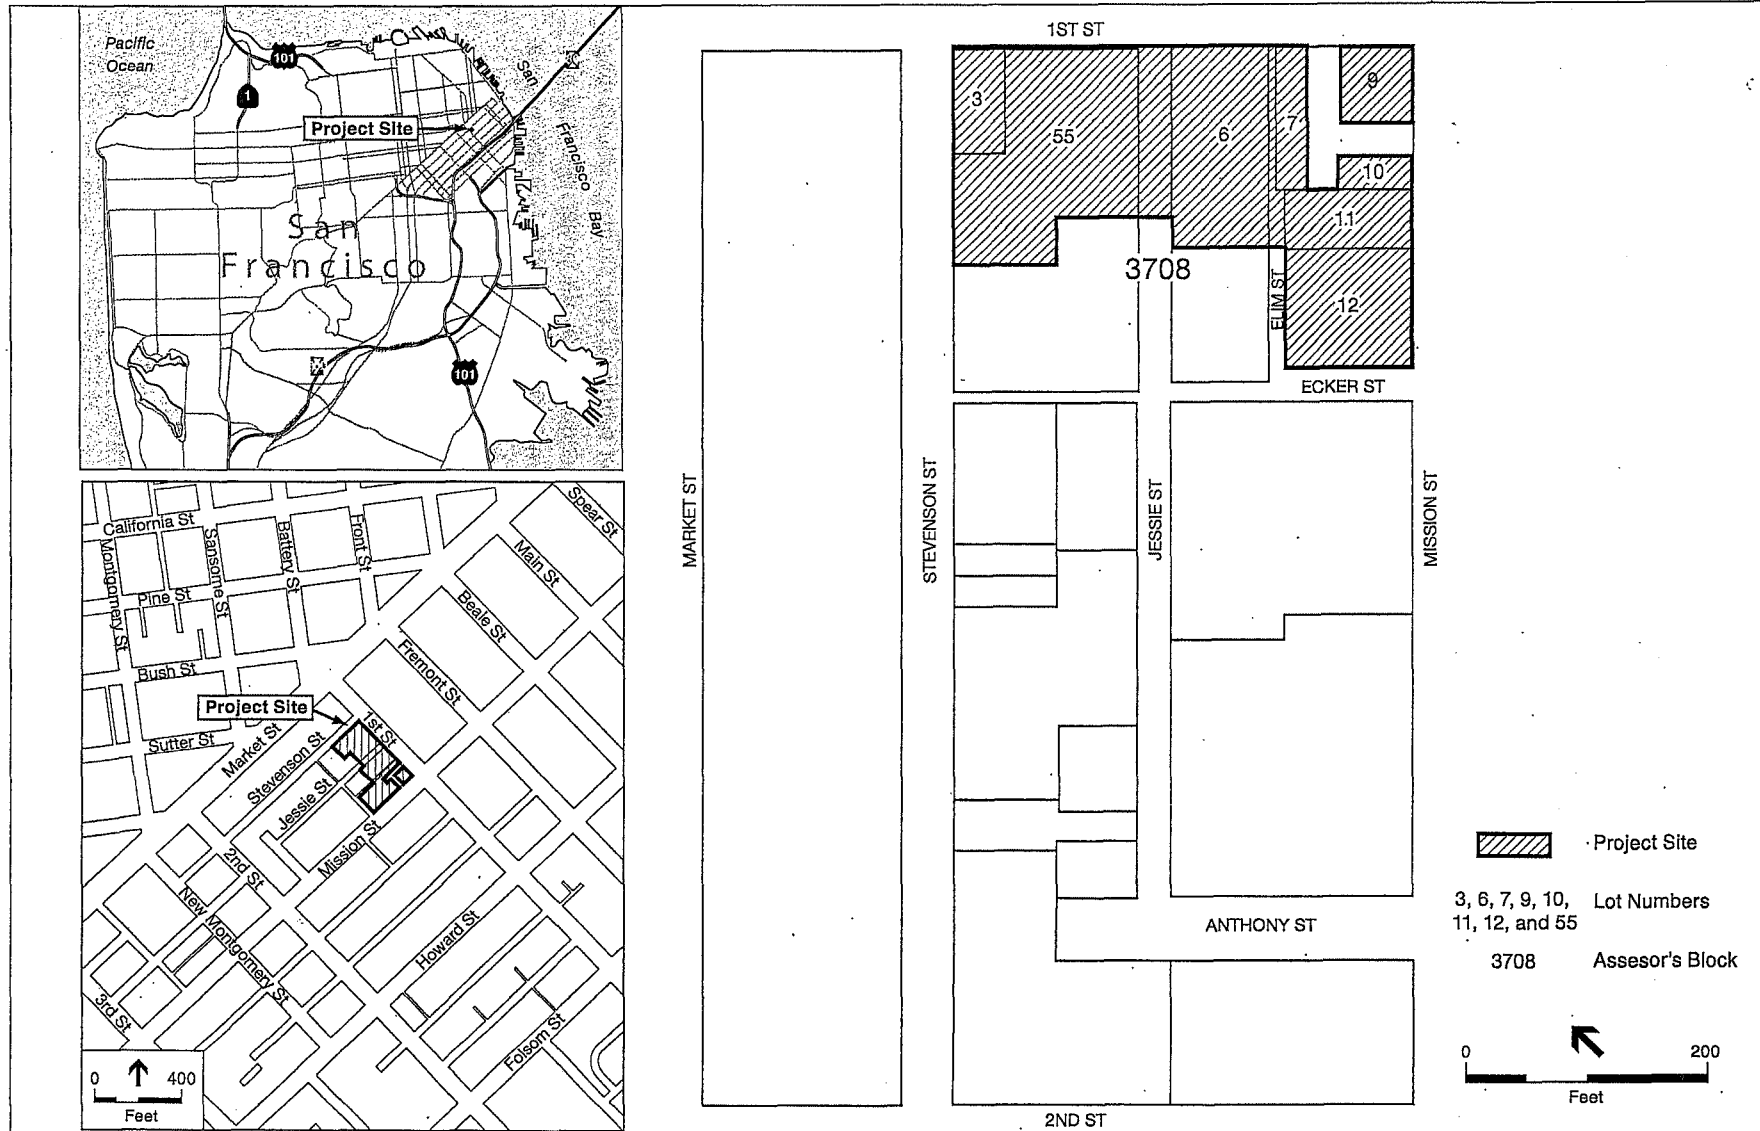 Pacific
Ocean
101
1
San
Francisco
Bay
Project Site
San
Francisco
101
California St
Montgomery St
Sansome St
Battery St
Front St
Spear St
Main St
Pine St
Beale St
Bush St
Fremont St
Project Site
1st St
Sutter St
Market St
Stevenson St
Jessie St
Mission St
2nd St
New Montgomery St
Howard St
3rd St
Folsom St
0 400
Feet
1ST ST
3
55
6
7
9
10
11
12
3708
ELIM ST
ECKER ST
MARKET ST
STEVENSON ST
JESSIE ST
MISSION ST
ANTHONY ST
2ND ST
Project Site
3, 6, 7, 9, 10,
11, 12, and 55
Lot Numbers
3708
Assesor's Block
0 200
Feet